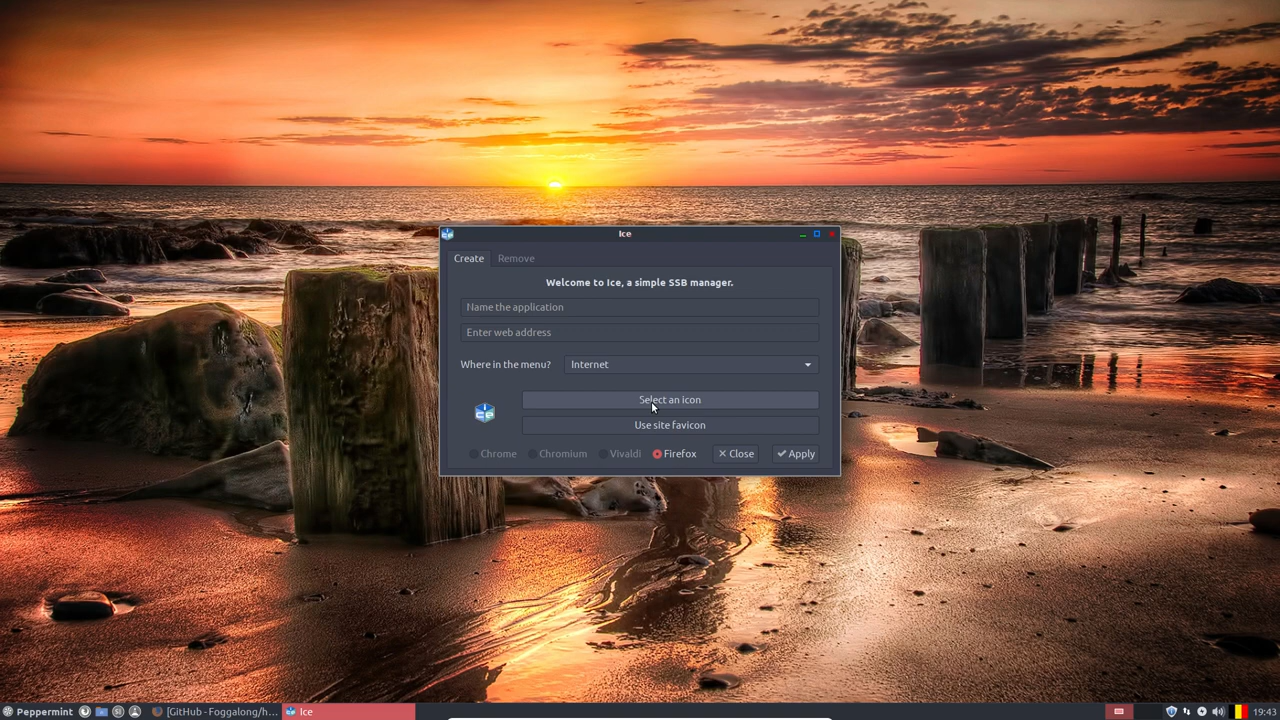 Ice
Create Remove
Welcome to Ice, a simple SSB manager.
Name the application
Enter web address
Where in the menu? Internet
Select an icon
Use site favicon
Chrome Chromium Vivaldi Firefox Close Apply
Peppermint [GitHub - Foggalong/h... Ice 19:43